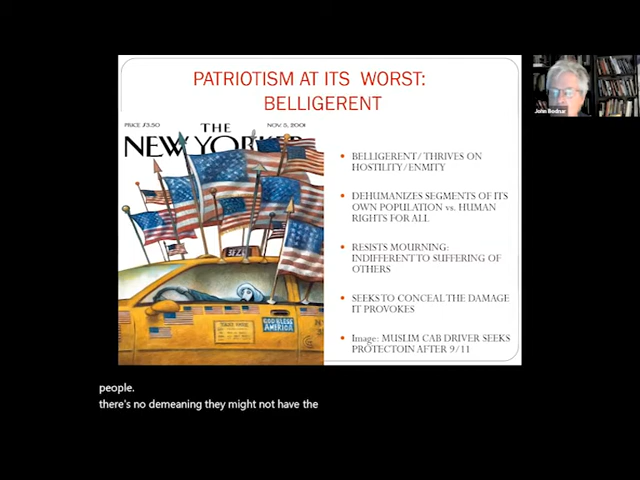 PATRIOTISM AT ITS WORST:
BELLIGERENT
PRICE $3.50
THE
NOV. 5, 2001
NEW YORKER
BELLIGERENT/ THRIVES ON
HOSTILITY/ENMITY
DEHUMANIZES SEGMENTS OF ITS
OWN POPULATION vs. HUMAN
RIGHTS FOR ALL
RESISTS MOURNING:
INDIFFERENT TO SUFFERING OF
OTHERS
SEEKS TO CONCEAL THE DAMAGE
IT PROVOKES
Image: MUSLIM CAB DRIVER SEEKS
PROTECTOIN AFTER 9/11
GOD BLESS
AMERICA
John Bodnar
people.
there's no demeaning they might not have the